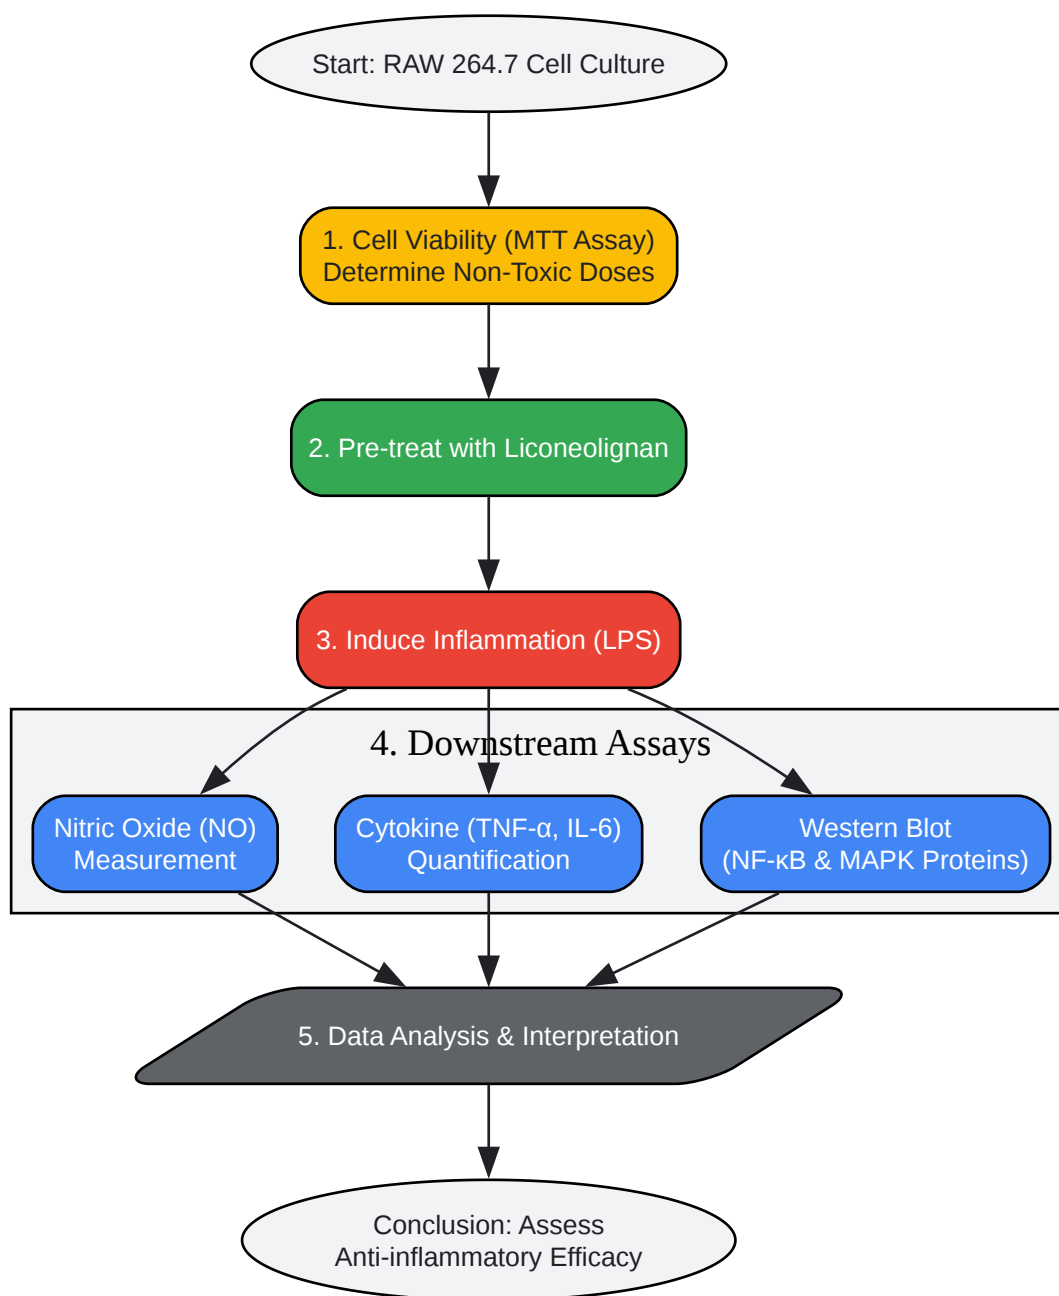 Start: RAW 264.7 Cell Culture
1. Cell Viability (MTT Assay)
Determine Non-Toxic Doses
2. Pre-treat with Liconeolignan
3. Induce Inflammation (LPS)
4. Downstream Assays
Nitric Oxide (NO)
Measurement
Cytokine (TNF-α, IL-6)
Quantification
Western Blot
(NF-κB & MAPK Proteins)
5. Data Analysis & Interpretation
Conclusion: Assess
Anti-inflammatory Efficacy